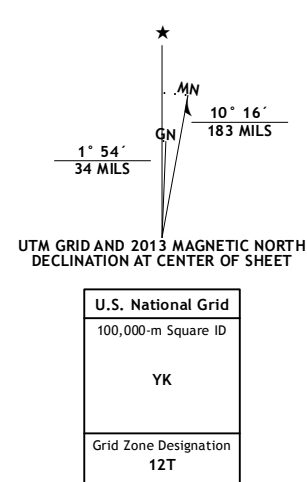 ★
MN
GN
10° 16´
183 MILS
1° 54´
34 MILS
UTM GRID AND 2013 MAGNETIC NORTH
DECLINATION AT CENTER OF SHEET
U.S. National Grid
100,000-m Square ID
YK
Grid Zone Designation
12T